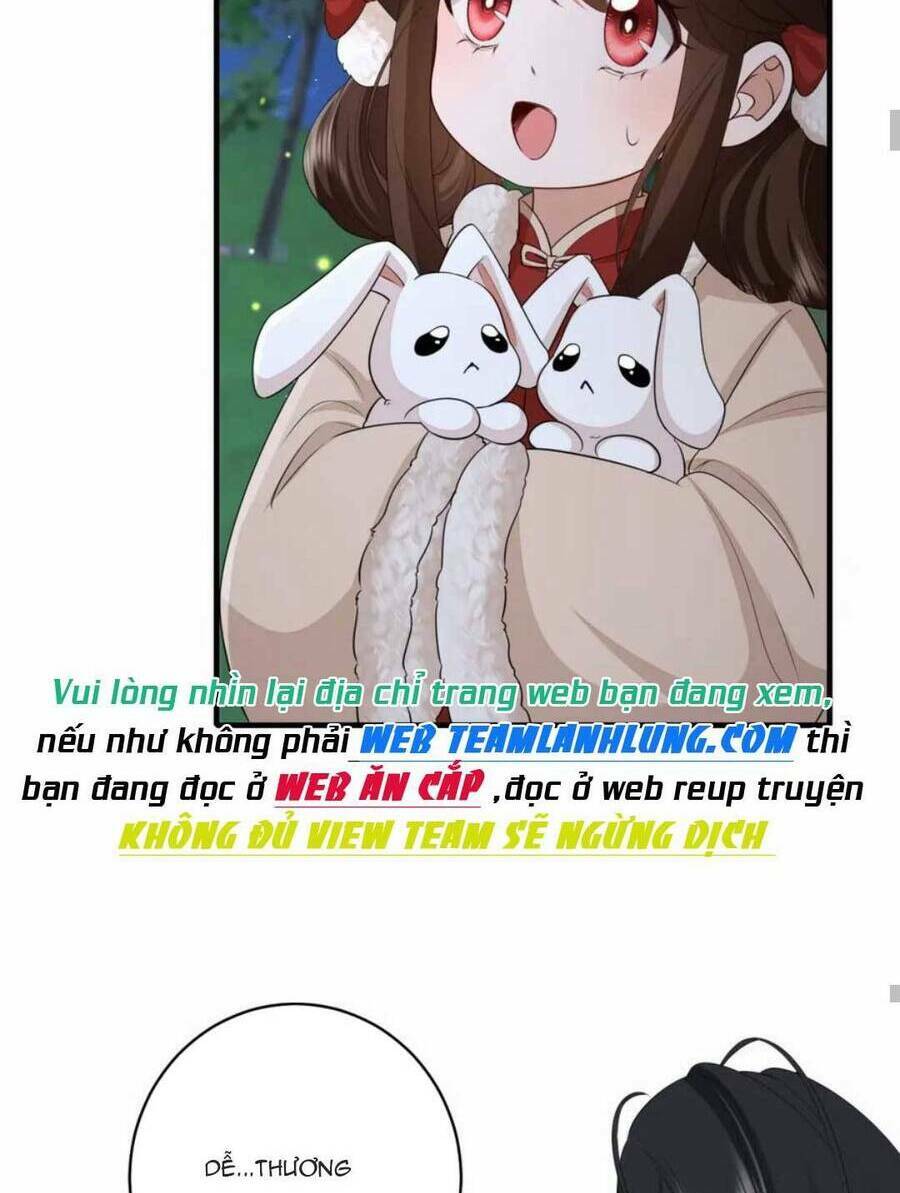 Vui lòng nhìn lại địa chỉ trang web bạn đang xem,
nếu như không phải WEB TEAMLANHLUNG.COM thì
bạn đang đọc ở WEB ĂN CẮP ,đọc ở web reup truyện
KHÔNG ĐỦ VIEW TEAM SẼ NGỪNG DỊCH
DỄ...THƯƠNG